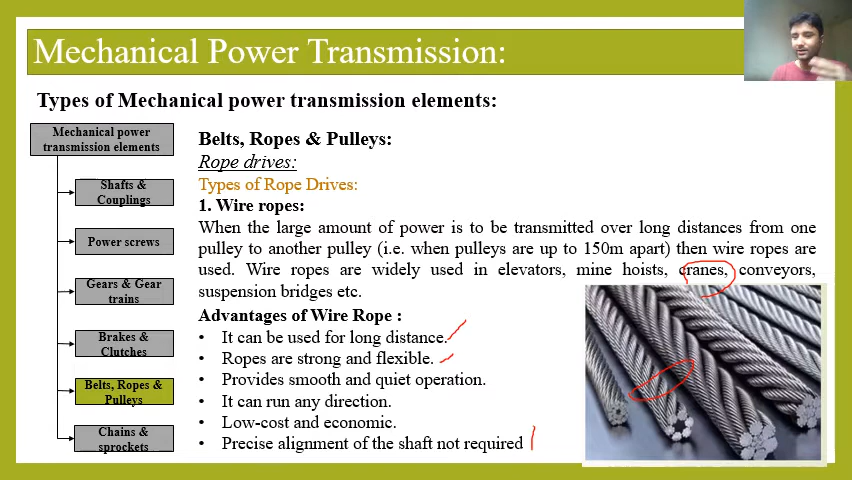 Mechanical Power Transmission:
Types of Mechanical power transmission elements:
Mechanical power
transmission elements
Shafts &
Couplings
Power screws
Gears & Gear
trains
Brakes &
Clutches
Belts, Ropes &
Pulleys
Chains &
sprockets
Belts, Ropes & Pulleys:
Rope drives:
Types of Rope Drives:
1. Wire ropes:
When the large amount of power is to be transmitted over long distances from one
pulley to another pulley (i.e. when pulleys are up to 150m apart) then wire ropes are
used. Wire ropes are widely used in elevators, mine hoists, cranes, conveyors,
suspension bridges etc.
Advantages of Wire Rope :
• It can be used for long distance.
• Ropes are strong and flexible.
• Provides smooth and quiet operation.
• It can run any direction.
• Low-cost and economic.
• Precise alignment of the shaft not required